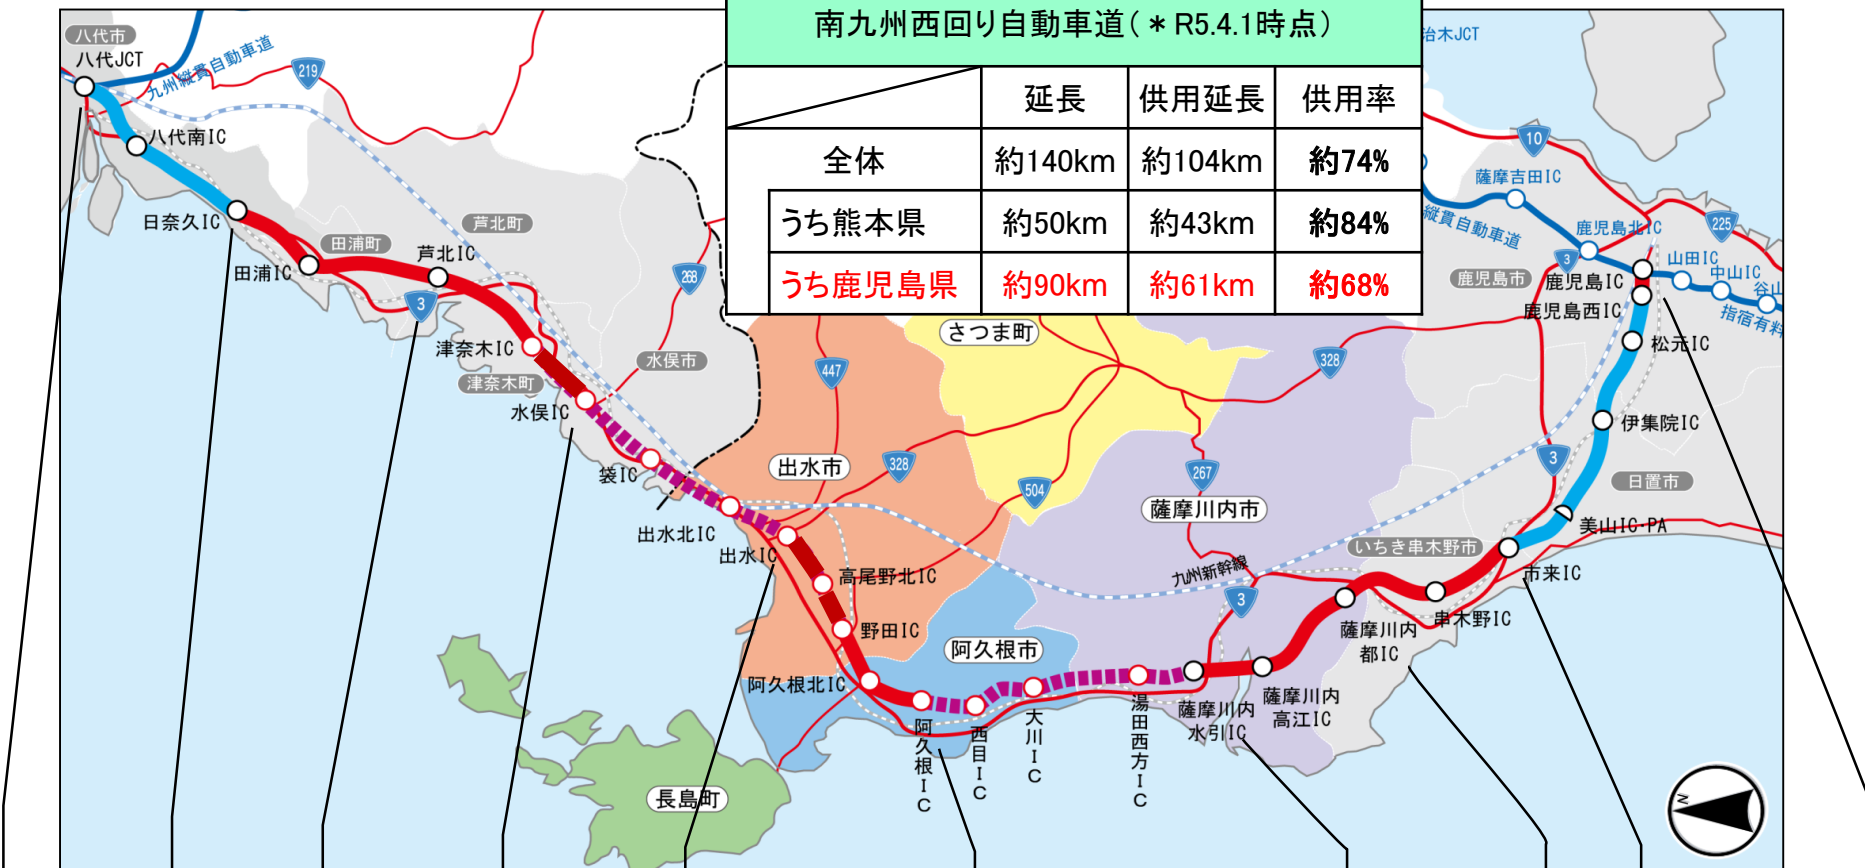 南九州西回り自動車道(＊R5.4.1時点)
延長 供用延長 供用率
全体 約140km 約104km 約74%
うち熊本県 約50km 約43km 約84%
うち鹿児島県 約90km 約61km 約68%
八代市
八代JCT
九州縦貫自動車道
219
八代南IC
日奈久IC
芦北町
田浦町
芦北IC
田浦IC
3
268
津奈木IC
水俣市
津奈木町
水俣IC
袋IC
出水北IC
出水IC
447
出水市
328
504
さつま町
高尾野北IC
野田IC
阿久根市
阿久根北IC
阿久根IC
西目IC
大川IC
湯田西方IC
長島町
267
328
薩摩川内市
九州新幹線
3
薩摩川内
水引IC
薩摩川内
高江IC
薩摩川内
都IC
串木野IC
いちき串木野市
市来IC
美山IC・PA
日置市
3
伊集院IC
松元IC
鹿児島西IC
鹿児島IC
鹿児島市
3
鹿児島北IC
山田IC
中山IC
谷山
指宿有料
225
10
薩摩吉田IC
縦貫自動車道
治木JCT
N